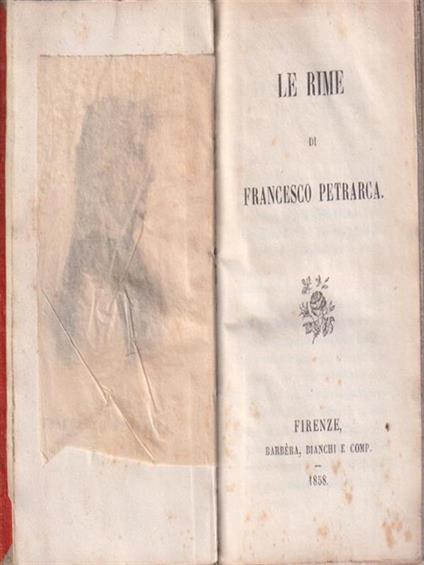 LE RIME
DI
FRANCESCO PETRARCA.
FIRENZE,
BARBÈRA, BIANCHI E COMP.
1858.